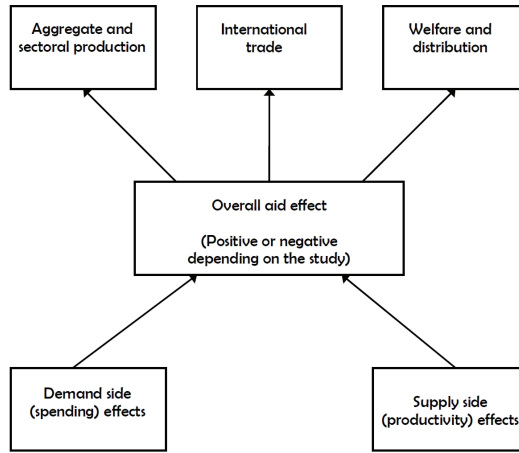 Aggregate and
sectoral production
International
trade
Welfare and
distribution
Overall aid effect
(Positive or negative
depending on the study)
Demand side
(spending) effects
Supply side
(productivity) effects